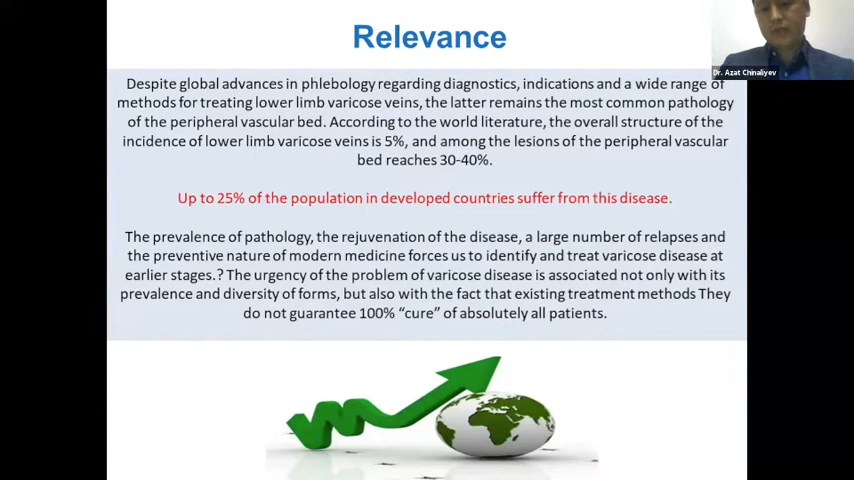 Relevance
Dr. Azat Chinaliyev
Despite global advances in phlebology regarding diagnostics, indications and a wide range of
methods for treating lower limb varicose veins, the latter remains the most common pathology
of the peripheral vascular bed. According to the world literature, the overall structure of the
incidence of lower limb varicose veins is 5%, and among the lesions of the peripheral vascular
bed reaches 30-40%.
Up to 25% of the population in developed countries suffer from this disease.
The prevalence of pathology, the rejuvenation of the disease, a large number of relapses and
the preventive nature of modern medicine forces us to identify and treat varicose disease at
earlier stages.? The urgency of the problem of varicose disease is associated not only with its
prevalence and diversity of forms, but also with the fact that existing treatment methods They
do not guarantee 100% “cure” of absolutely all patients.